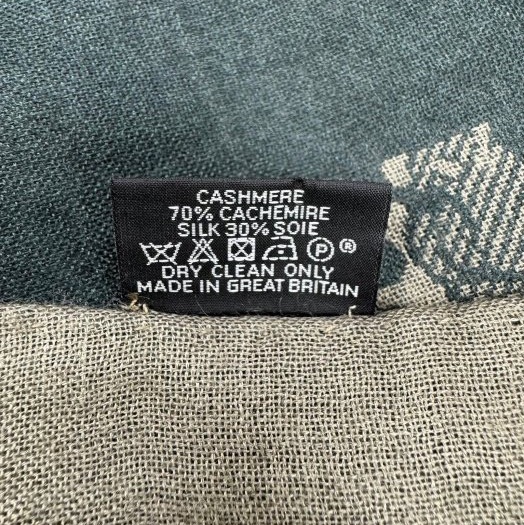 CASHMERE
70% CACHEMIRE
SILK 30% SOIE
P ®
DRY CLEAN ONLY
MADE IN GREAT BRITAIN